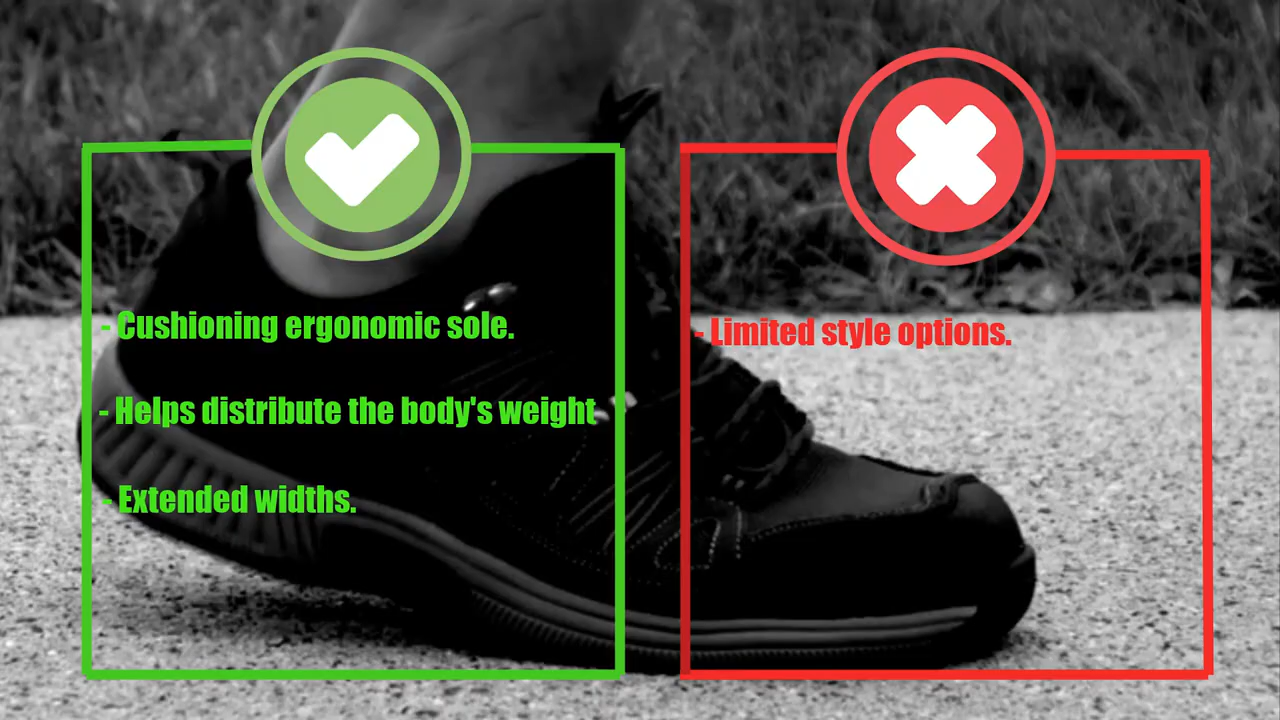 - Cushioning ergonomic sole.
- Helps distribute the body's weight
- Extended widths.
- Limited style options.